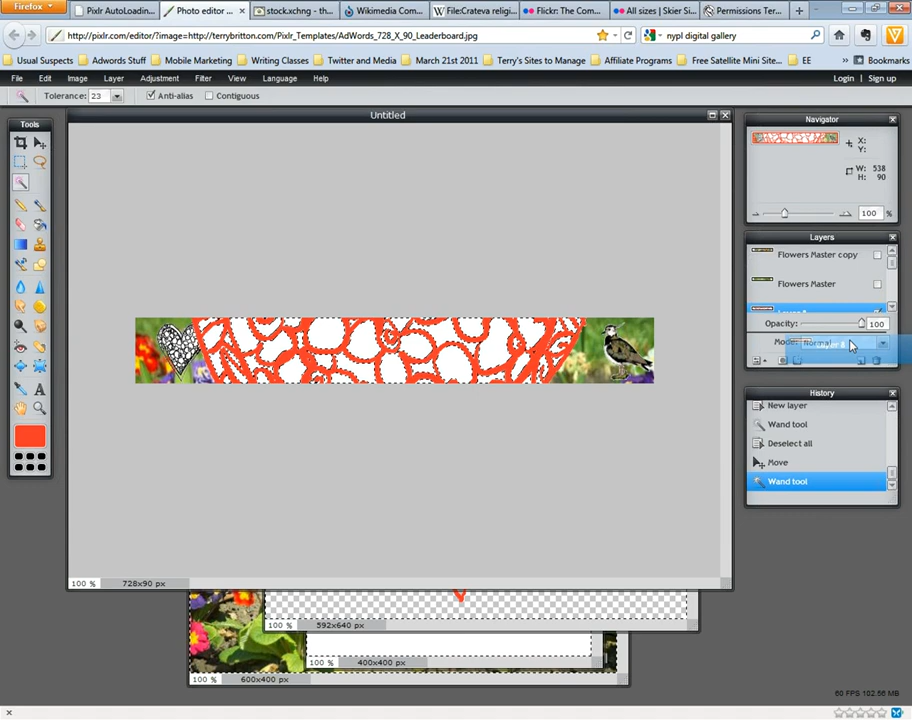 Firefox
Pixlr AutoLoadin...
Photo editor ...
stock.xchng - th...
Wikimedia Com...
File:Crateva religi...
Flickr: The Com...
All sizes | Skier Si...
Permissions Ter...
http://pixlr.com/editor/?image=http://terrybritton.com/Pixlr_Templates/AdWords_728_X_90_Leaderboard.jpg
nypl digital gallery
Usual Suspects
Adwords Stuff
Mobile Marketing
Writing Classes
Twitter and Media
March 21st 2011
Terry's Sites to Manage
Affiliate Programs
Free Satellite Mini Site...
EE
Bookmarks
File Edit Image Layer Adjustment Filter View Language Help
Login | Sign up
Tolerance: 23
Anti-alias
Contiguous
Tools
Untitled
100 % 728x90 px
100 % 592x640 px
100 % 400x400 px
100 % 600x400 px
Navigator
X:
Y:
W: 538
H: 90
100 %
Layers
Flowers Master copy
Flowers Master
Opacity: 100
Mode: Normal
History
New layer
Wand tool
Deselect all
Move
Wand tool
60 FPS 102.56 MB